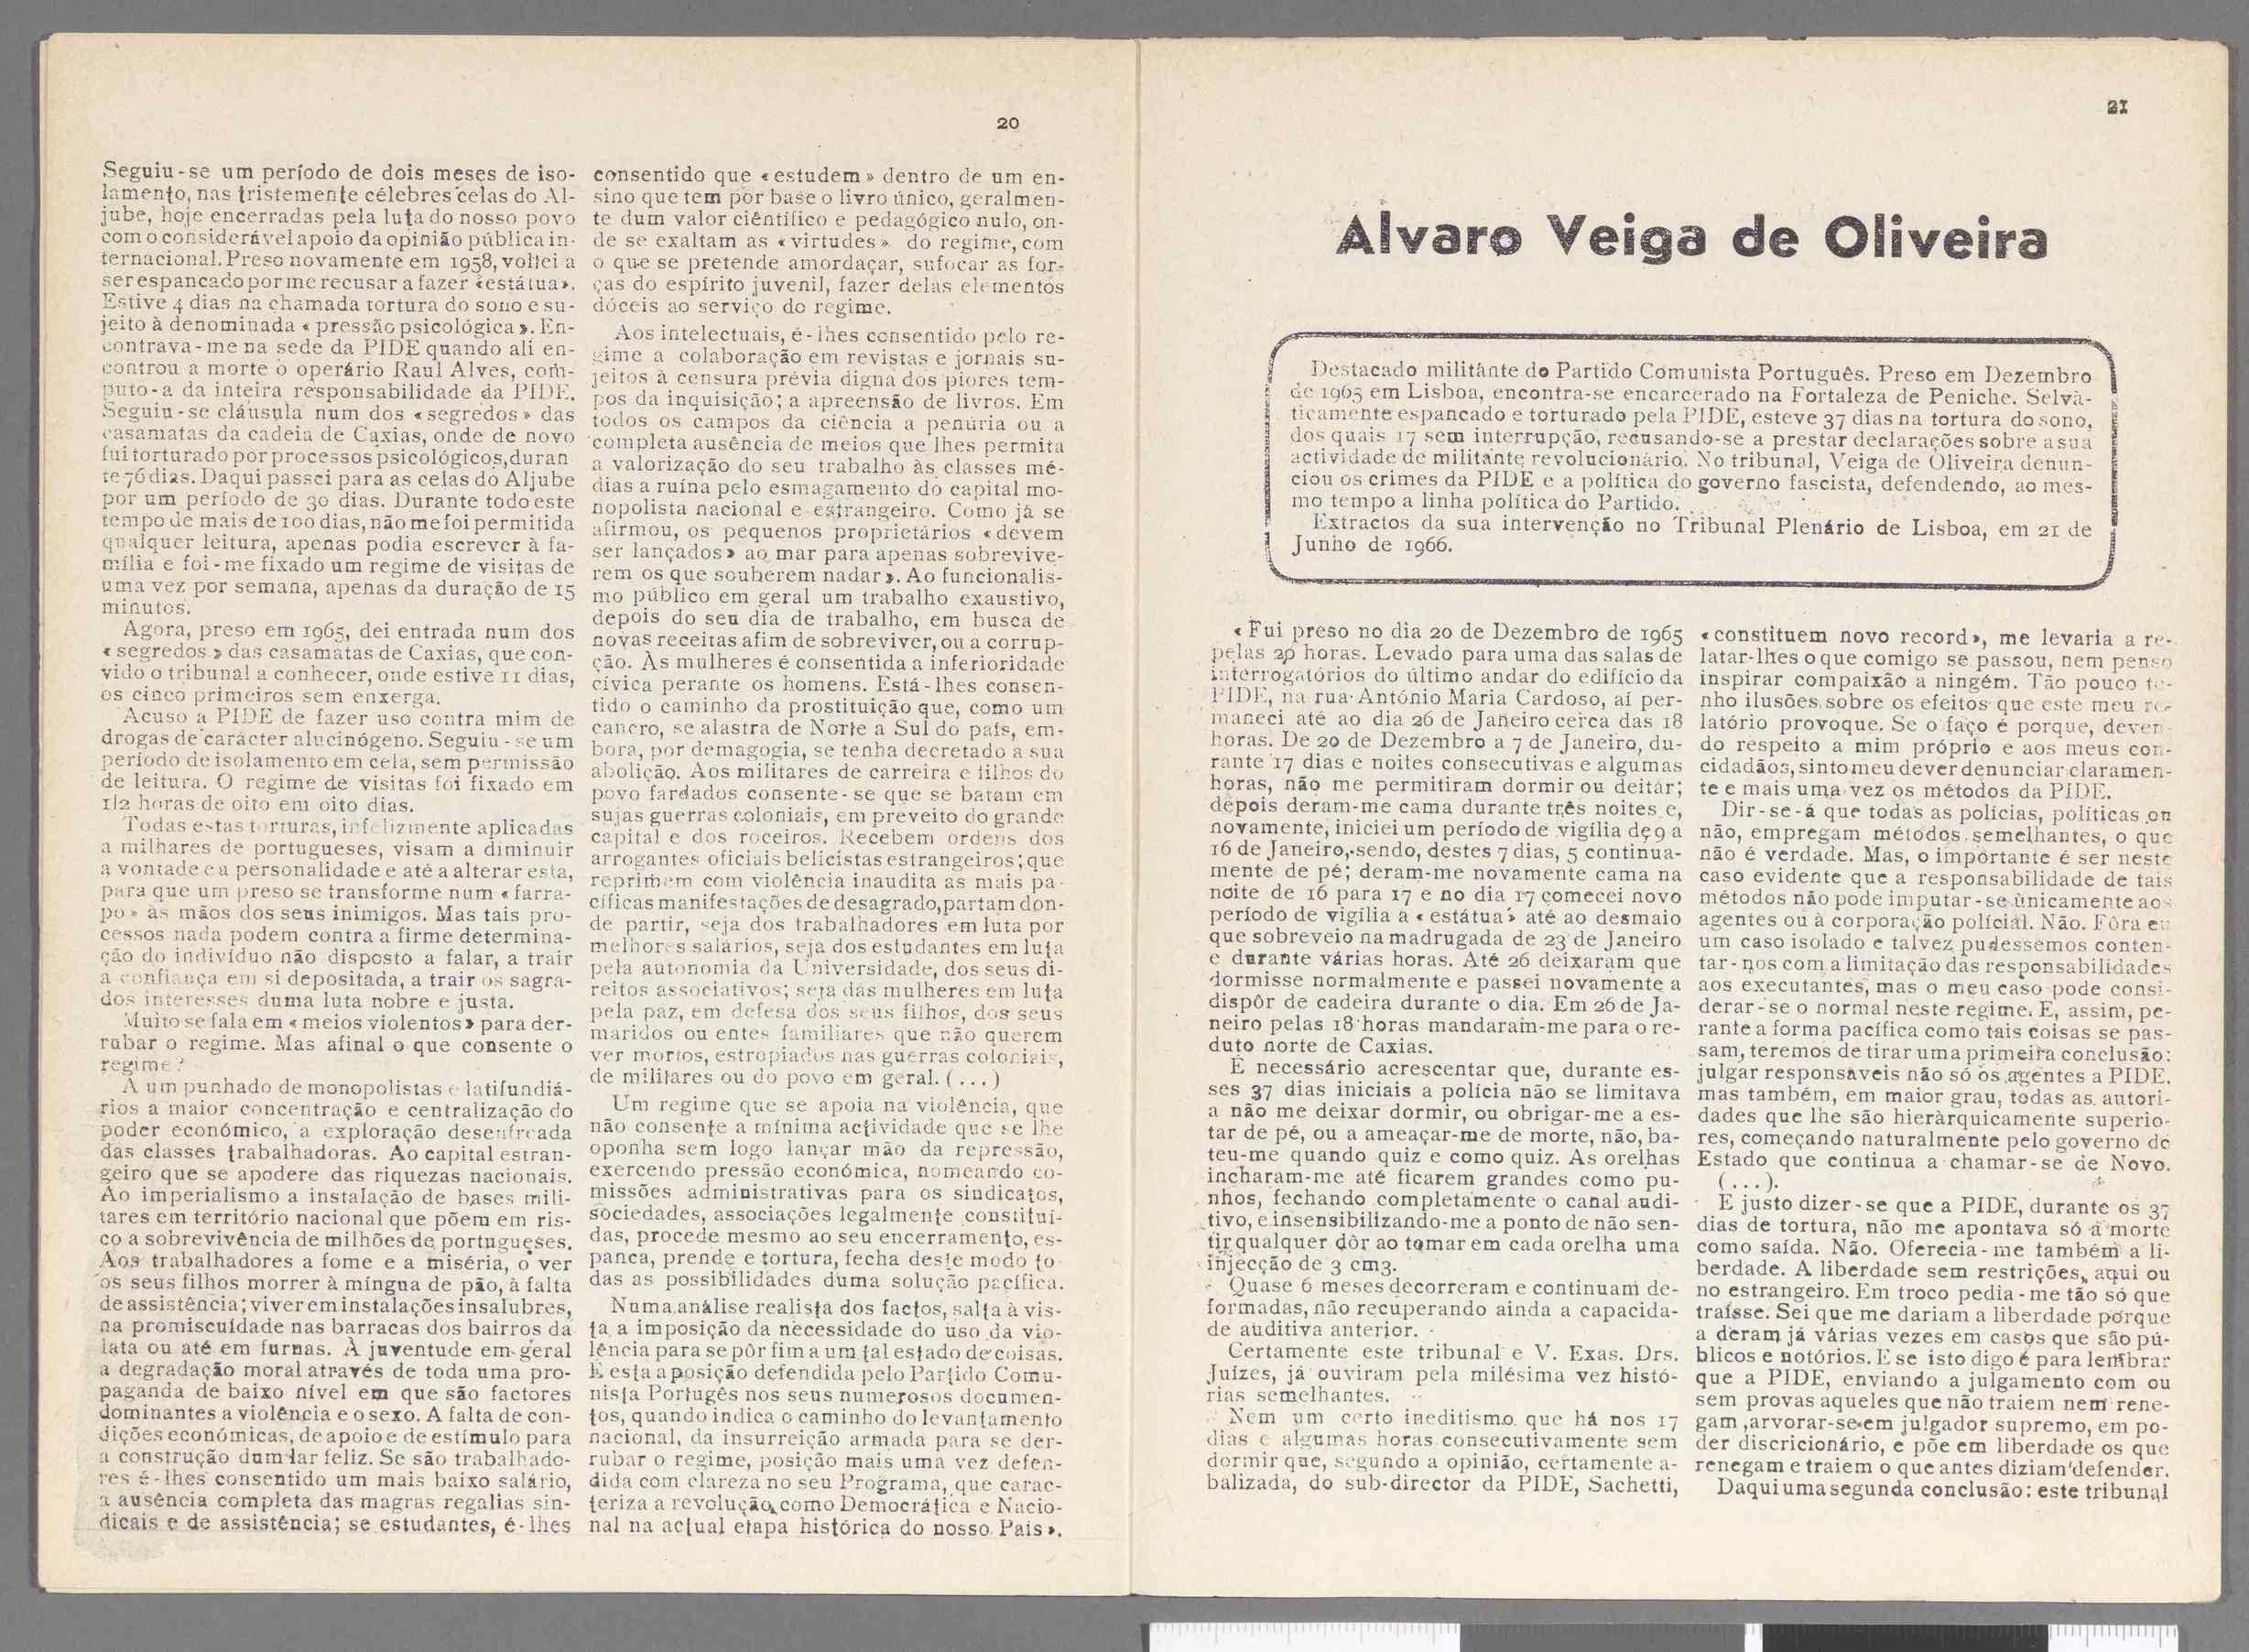 20
Seguiu-se um período de dois meses de iso-
lamento, nas tristemente célebres celas do Al-
jube, hoje encerradas pela luta do nosso povo
com o considerável apoio da opinião pública in-
ternacional. Preso novamente em 1958, voltei a
ser espancado por me recusar a fazer «estátua».
Estive 4 dias na chamada tortura do sono e su-
jeito à denominada «pressão psicológica». En-
contrava-me na sede da PIDE quando ali en-
controu a morte o operário Raul Alves, com-
puto-a da inteira responsabilidade da PIDE.
Seguiu-se cláusula num dos «segredos» das
casamatas da cadeia de Caxias, onde de novo
fui torturado por processos psicológicos, duran
te 76 dias. Daqui passei para as celas do Aljube
por um período de 30 dias. Durante todo este
tempo de mais de 100 dias, não me foi permitida
qualquer leitura, apenas podia escrever à fa-
mília e foi-me fixado um regime de visitas de
uma vez por semana, apenas da duração de 15
minutos.
Agora, preso em 1965, dei entrada num dos
«segredos» das casamatas de Caxias, que con-
vido o tribunal a conhecer, onde estive 11 dias,
os cinco primeiros sem enxerga.
Acuso a PIDE de fazer uso contra mim de
drogas de carácter alucinógeno. Seguiu-se um
período de isolamento em cela, sem permissão
de leitura. O regime de visitas foi fixado em
1/2 horas de oito em oito dias.
Todas estas torturas, infelizmente aplicadas
a milhares de portugueses, visam a diminuir
a vontade e a personalidade e até a alterar esta,
para que um preso se transforme num «farra-
po» às mãos dos seus inimigos. Mas tais pro-
cessos nada podem contra a firme determina-
ção do indivíduo não disposto a falar, a trair
a confiança em si depositada, a trair os sagra-
dos interesses duma luta nobre e justa.
Muito se fala em «meios violentos» para der-
rubar o regime. Mas afinal o que consente o
regime?
A um punhado de monopolistas e latifundiá-
rios a maior concentração e centralização do
poder económico, a exploração desenfreada
das classes trabalhadoras. Ao capital estran-
geiro que se apodere das riquezas nacionais.
Ao imperialismo a instalação de bases mili-
tares em território nacional que põem em ris-
co a sobrevivência de milhões de portugueses.
Aos trabalhadores a fome e a miséria, o ver
os seus filhos morrer à míngua de pão, à falta
de assistência; viver em instalações insalubres,
na promiscuídade nas barracas dos bairros da
lata ou até em furnas. A juventude em geral
a degradação moral através de toda uma pro-
paganda de baixo nível em que são factores
dominantes a violência e o sexo. A falta de con-
dições económicas, de apoio e de estímulo para
a construção dum lar feliz. Se são trabalhado-
res é-lhes consentido um mais baixo salário,
a ausência completa das magras regalias sin-
dicais e de assistência; se estudantes, é-lhes
consentido que «estudem» dentro de um en-
sino que tem por base o livro único, geralmen-
te dum valor ciêntífico e pedagógico nulo, on-
de se exaltam as «virtudes» do regime, com
o que se pretende amordaçar, sufocar as for-
ças do espírito juvenil, fazer delas elementos
dóceis ao serviço do regime.
Aos intelectuais, é-lhes consentido pelo re-
gime a colaboração em revistas e jornais su-
jeitos à censura prévia digna dos piores tem-
pos da inquisição; a apreensão de livros. Em
todos os campos da ciência a penúria ou a
completa ausência de meios que lhes permita
a valorização do seu trabalho às classes mé-
dias a ruína pelo esmagamento do capital mo-
nopolista nacional e estrangeiro. Como já se
afirmou, os pequenos proprietários «devem
ser lançados» ao mar para apenas sobrevive-
rem os que souberem nadar». Ao funcionalis-
mo público em geral um trabalho exaustivo,
depois do seu dia de trabalho, em busca de
novas receitas afim de sobreviver, ou a corrup-
ção. Às mulheres é consentida a inferioridade
cívica perante os homens. Está-lhes consen-
tido o caminho da prostituição que, como um
cancro, se alastra de Norte a Sul do país, em-
bora, por demagogia, se tenha decretado a sua
abolição. Aos militares de carreira e filhos do
povo fardados consente-se que se batam em
sujas guerras coloniais, em preveito do grande
capital e dos roceiros. Recebem ordens dos
arrogantes oficiais belicistas estrangeiros; que
reprimem com violência inaudita as mais pa-
cíficas manifestações de desagrado, partam don-
de partir, seja dos trabalhadores em luta por
melhores salários, seja dos estudantes em luta
pela autonomia da Universidade, dos seus di-
reitos associativos; seja das mulheres em luta
pela paz, em defesa dos seus filhos, dos seus
maridos ou entes familiares que não querem
ver mortos, estropiados nas guerras coloniais,
de militares ou do povo em geral. (...)
Um regime que se apoia na violência, que
não consente a mínima actividade que se lhe
oponha sem logo lançar mão da repressão,
exercendo pressão económica, nomeando co-
missões administrativas para os sindicatos,
sociedades, associações legalmente constituí-
das, procede mesmo ao seu encerramento, es-
panca, prende e tortura, fecha deste modo to
das as possibilidades duma solução pacífica.
Numa análise realista dos factos, salta à vis-
ta a imposição da necessidade do uso da vio-
lência para se pôr fim a um tal estado de coisas.
E esta a posição defendida pelo Partido Comu-
nista Portugês nos seus numerosos documen-
tos, quando indica o caminho do levantamento
nacional, da insurreição armada para se der-
rubar o regime, posição mais uma vez defen-
dida com clareza no seu Programa, que carac-
teriza a revolução como Democrática e Nacio-
nal na actual etapa histórica do nosso País».
21
Alvaro Veiga de Oliveira
Destacado militante do Partido Comunista Português. Preso em Dezembro
de 1965 em Lisboa, encontra-se encarcerado na Fortaleza de Peniche. Selvà-
ticamente espancado e torturado pela PIDE, esteve 37 dias na tortura do sono,
dos quais 17 sem interrupção, recusando-se a prestar declarações sobre a sua
actividade de militante revolucionário. No tribunal, Veiga de Oliveira denun-
ciou os crimes da PIDE e a política do governo fascista, defendendo, ao mes-
mo tempo a linha política do Partido.
Extractos da sua intervenção no Tribunal Plenário de Lisboa, em 21 de
Junho de 1966.
«Fui preso no dia 20 de Dezembro de 1965
pelas 20 horas. Levado para uma das salas de
interrogatórios do último andar do edifício da
PIDE, na rua António Maria Cardoso, aí per-
maneci até ao dia 26 de Janeiro cerca das 18
horas. De 20 de Dezembro a 7 de Janeiro, du-
rante 17 dias e noites consecutivas e algumas
horas, não me permitiram dormir ou deitar;
depois deram-me cama durante três noites e,
novamente, iniciei um período de vigília de 9 a
16 de Janeiro, sendo, destes 7 dias, 5 continua-
mente de pé; deram-me novamente cama na
noite de 16 para 17 e no dia 17 comecei novo
período de vigília a «estátua» até ao desmaio
que sobreveio na madrugada de 23 de Janeiro
e durante várias horas. Até 26 deixaram que
dormisse normalmente e passei novamente a
dispôr de cadeira durante o dia. Em 26 de Ja-
neiro pelas 18 horas mandaram-me para o re-
duto norte de Caxias.
É necessário acrescentar que, durante es-
ses 37 dias iniciais a polícia não se limitava
a não me deixar dormir, ou obrigar-me a es-
tar de pé, ou a ameaçar-me de morte, não, ba-
teu-me quando quiz e como quiz. As orelhas
incharam-me até ficarem grandes como pu-
nhos, fechando completamente o canal audi-
tivo, e insensibilizando-me a ponto de não sen-
tir qualquer dôr ao tomar em cada orelha uma
injecção de 3 cm3.
Quase 6 meses decorreram e continuam de-
formadas, não recuperando ainda a capacida-
de auditiva anterior.
Certamente este tribunal e V. Exas. Drs.
Juízes, já ouviram pela milésima vez histó-
rias semelhantes.
Nem um certo ineditismo que há nos 17
dias e algumas horas consecutivamente sem
dormir que, segundo a opinião, certamente a-
balizada, do sub-director da PIDE, Sachetti,
«constituem novo record», me levaria a re-
latar-lhes o que comigo se passou, nem penso
inspirar compaixão a ningém. Tão pouco te-
nho ilusões sobre os efeitos que este meu re-
latório provoque. Se o faço é porque, deven-
do respeito a mim próprio e aos meus con-
cidadãos, sinto meu dever denunciar claramen-
te e mais uma vez os métodos da PIDE.
Dir-se-á que todas as polícias, políticas ou
não, empregam métodos semelhantes, o que
não é verdade. Mas, o importante é ser neste
caso evidente que a responsabilidade de tais
métodos não pode imputar-se ùnicamente aos
agentes ou à corporação polícial. Não. Fôra eu
um caso isolado e talvez pudessemos conten-
tar-nos com a limitação das responsabilidades
aos executantes, mas o meu caso pode consi-
derar-se o normal neste regime. E, assim, pe-
rante a forma pacífica como tais coisas se pas-
sam, teremos de tirar uma primeira conclusão:
julgar responsáveis não só os agentes a PIDE,
mas também, em maior grau, todas as autori-
dades que lhe são hieràrquicamente superio-
res, começando naturalmente pelo governo do
Estado que continua a chamar-se de Novo.
(...).
E justo dizer-se que a PIDE, durante os 37
dias de tortura, não me apontava só a morte
como saída. Não. Oferecia-me também a li-
berdade. A liberdade sem restrições, aqui ou
no estrangeiro. Em troco pedia-me tão só que
traísse. Sei que me dariam a liberdade porque
a deram já várias vezes em casos que são pú-
blicos e notórios. E se isto digo é para lembrar
que a PIDE, enviando a julgamento com ou
sem provas aqueles que não traiem nem rene-
gam, arvorar-se em julgador supremo, em po-
der discricionário, e põe em liberdade os que
renegam e traiem o que antes diziam defender.
Daqui uma segunda conclusão: este tribunal